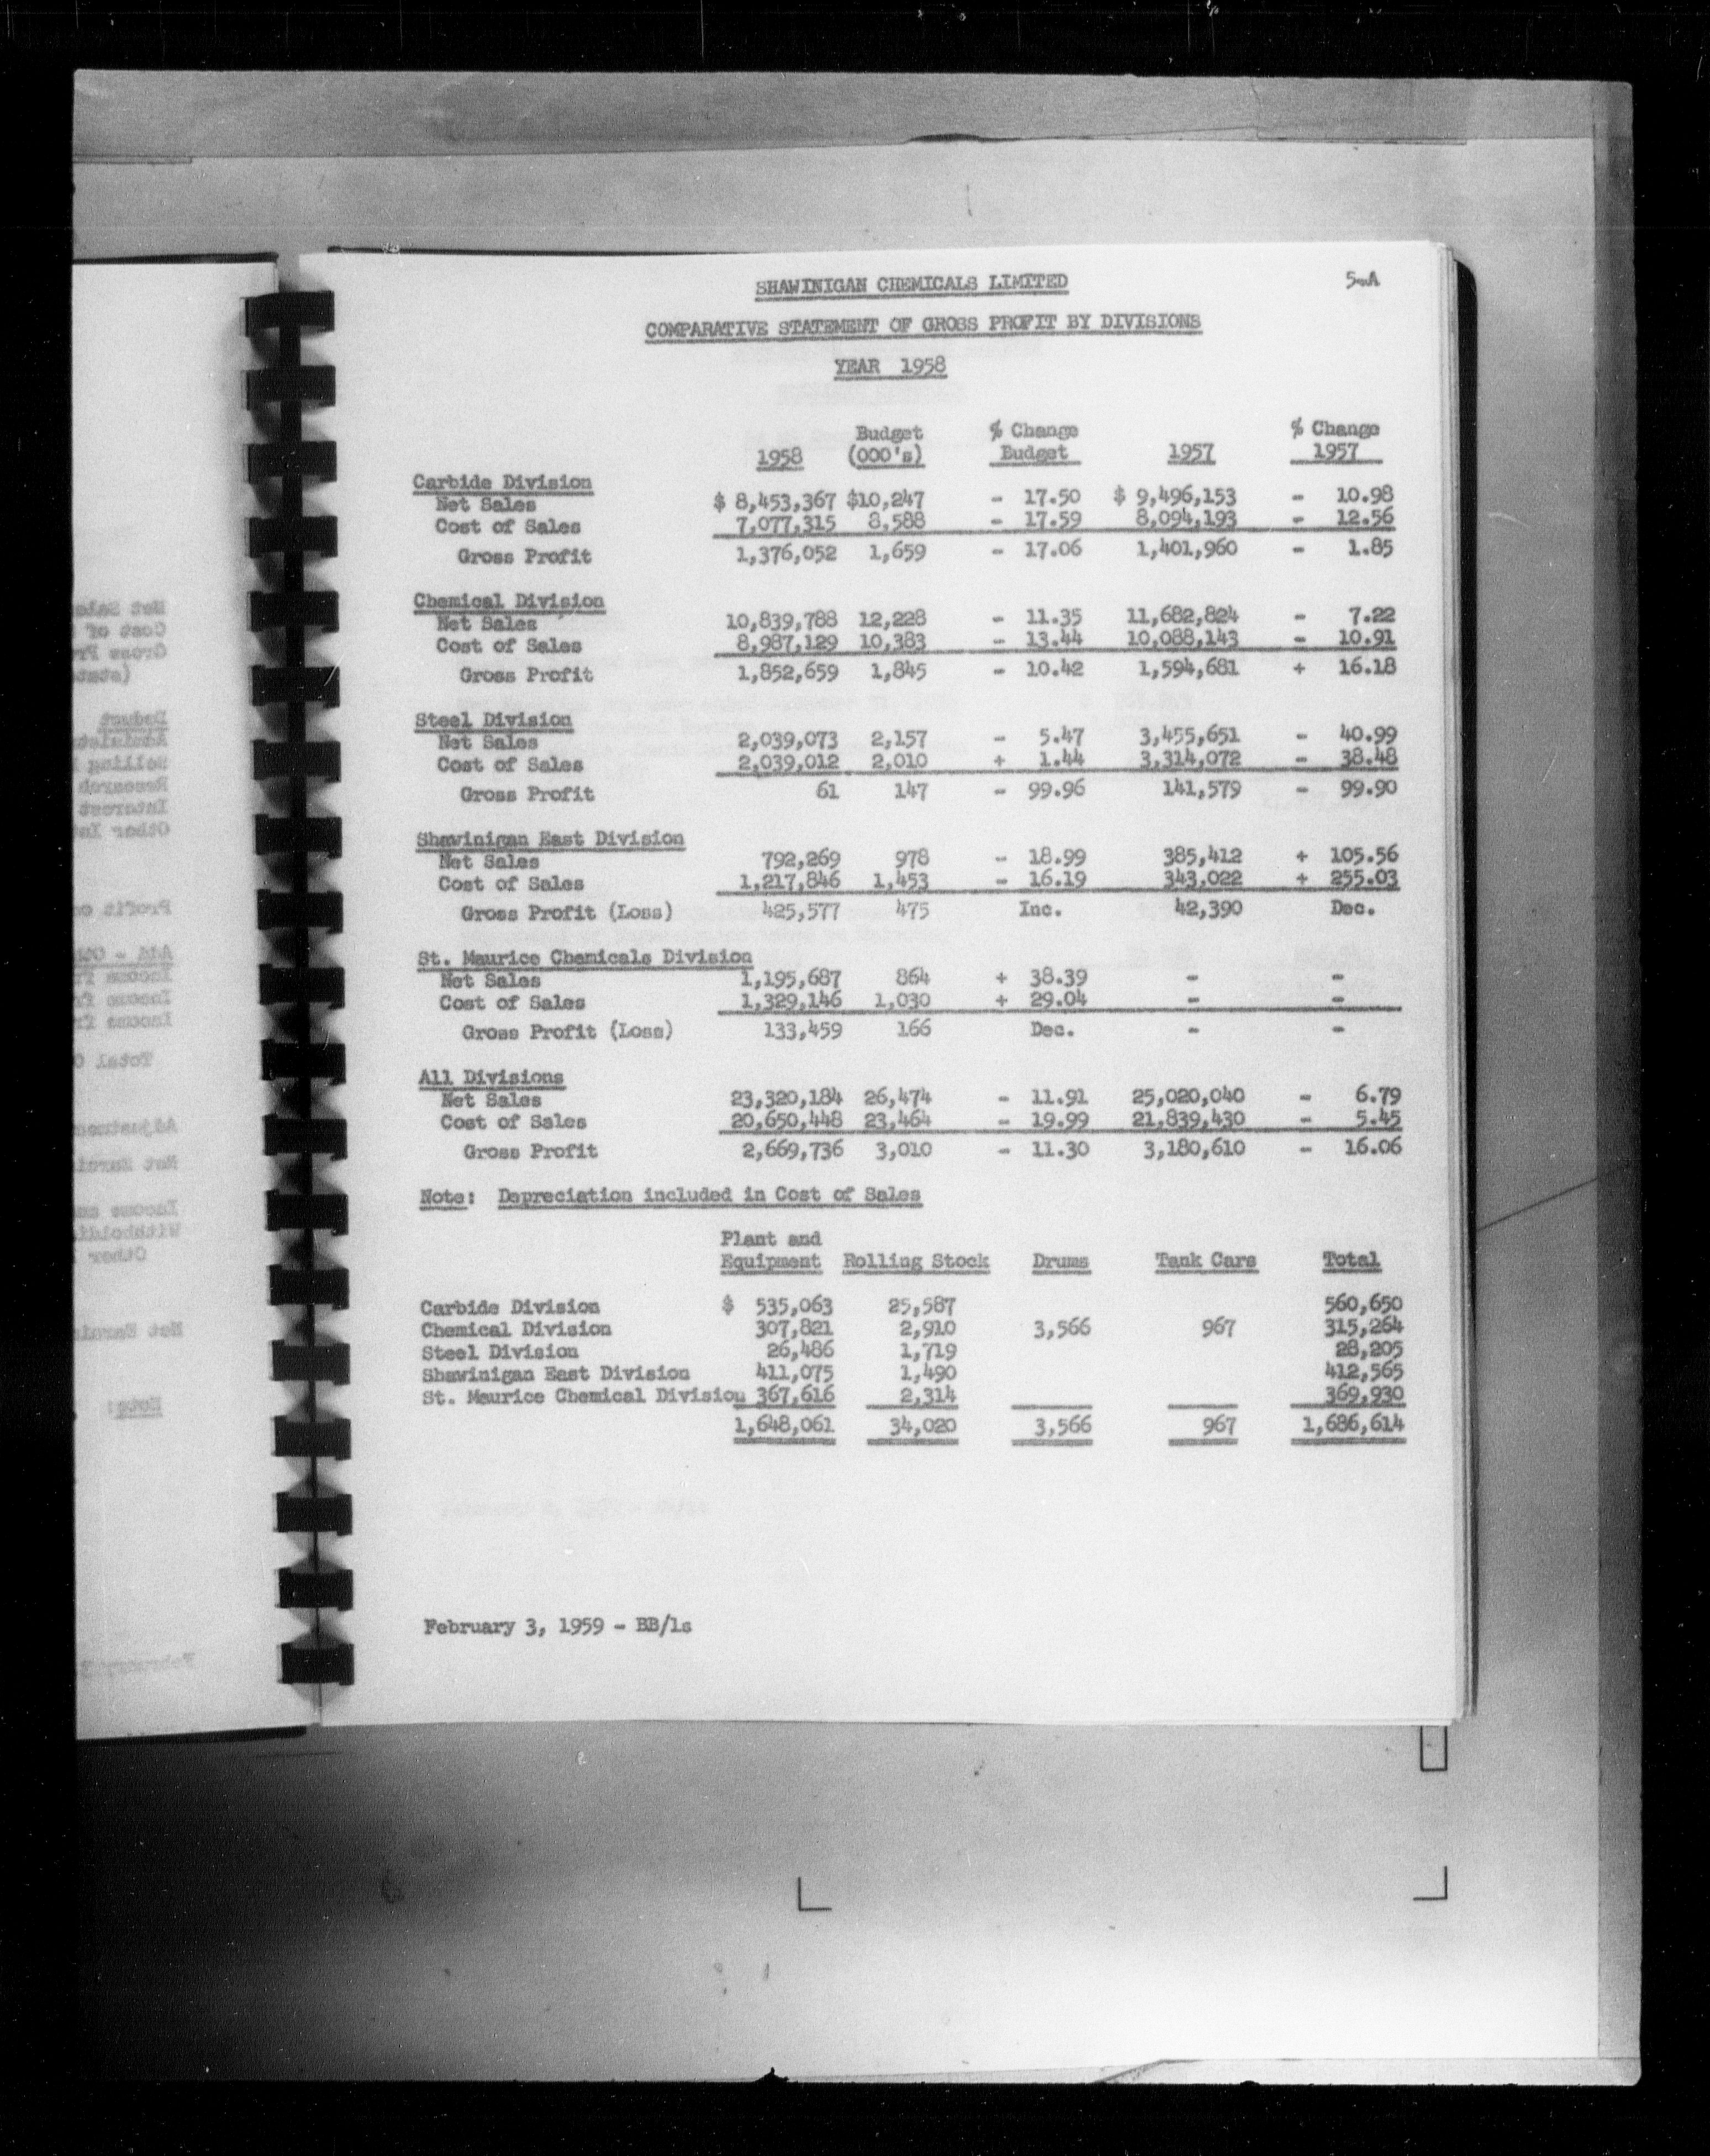 SHAWINIGAN CHEMICALS LIMITED
5-A
COMPARATIVE STATEMENT OF GROSS PROFIT BY DIVISIONS
YEAR 1958
Budget % Change % Change
1958 (000's) Budget 1957 1957
Carbide Division
Net Sales $ 8,453,367 $10,247 - 17.50 $ 9,496,153 - 10.98
Cost of Sales 7,077,315 8,588 - 17.59 8,094,193 - 12.56
Gross Profit 1,376,052 1,659 - 17.06 1,401,960 - 1.85
Chemical Division
Net Sales 10,839,788 12,228 - 11.35 11,682,824 - 7.22
Cost of Sales 8,987,129 10,383 - 13.44 10,088,143 - 10.91
Gross Profit 1,852,659 1,845 - 10.42 1,594,681 + 16.18
Steel Division
Net Sales 2,039,073 2,157 - 5.47 3,455,651 - 40.99
Cost of Sales 2,039,012 2,010 + 1.44 3,314,072 - 38.48
Gross Profit 61 147 - 99.96 141,579 - 99.90
Shawinigan East Division
Net Sales 792,269 978 - 18.99 385,412 + 105.56
Cost of Sales 1,217,846 1,453 - 16.19 343,022 + 255.03
Gross Profit (Loss) 425,577 475 Inc. 42,390 Dec.
St. Maurice Chemicals Division
Net Sales 1,195,687 864 + 38.39 - -
Cost of Sales 1,329,146 1,030 + 29.04 - -
Gross Profit (Loss) 133,459 166 Dec. - -
All Divisions
Net Sales 23,320,184 26,474 - 11.91 25,020,040 - 6.79
Cost of Sales 20,650,448 23,464 - 19.99 21,839,430 - 5.45
Gross Profit 2,669,736 3,010 - 11.30 3,180,610 - 16.06
Note: Depreciation included in Cost of Sales
Plant and
Equipment Rolling Stock Drums Tank Cars Total
Carbide Division $ 535,063 25,587 560,650
Chemical Division 307,821 2,910 3,566 967 315,264
Steel Division 26,486 1,719 28,205
Shawinigan East Division 411,075 1,490 412,565
St. Maurice Chemical Division 367,616 2,314 369,930
1,648,061 34,020 3,566 967 1,686,614
February 3, 1959 - BB/ls